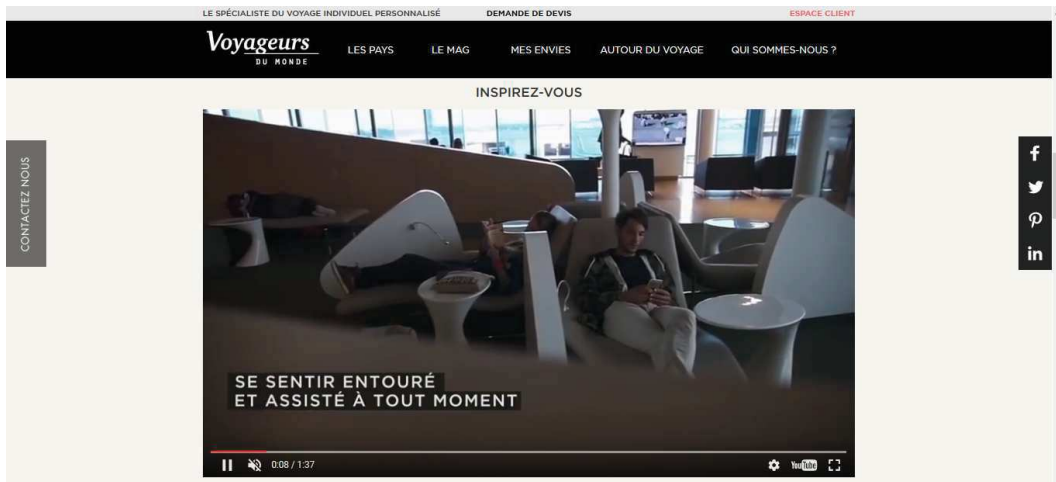 LE SPÉCIALISTE DU VOYAGE INDIVIDUEL PERSONNALISÉ DEMANDE DE DEVIS ESPACE CLIENT
Voyageurs
DU MONDE
LES PAYS LE MAG MES ENVIES AUTOUR DU VOYAGE QUI SOMMES-NOUS ?
INSPIREZ-VOUS
CONTACTEZ NOUS
SE SENTIR ENTOURÉ
ET ASSISTÉ À TOUT MOMENT
0:08 / 1:37 YouTube